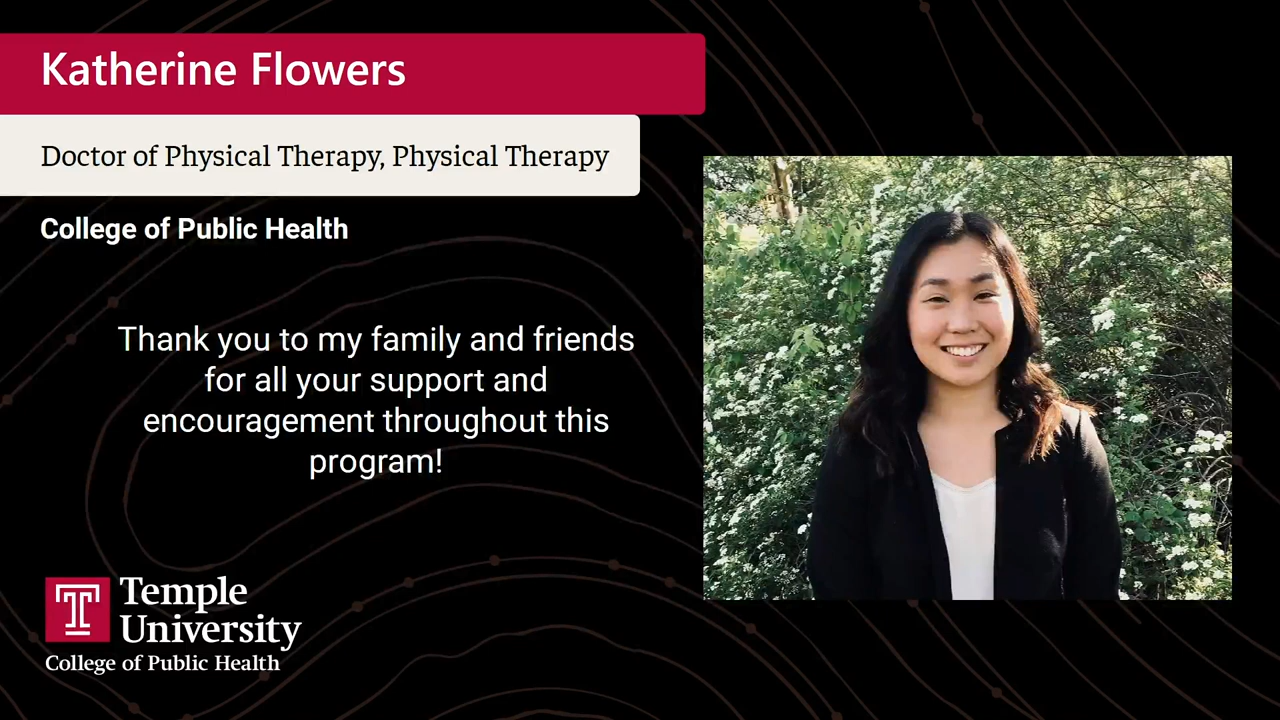 Katherine Flowers
Doctor of Physical Therapy, Physical Therapy
College of Public Health
Thank you to my family and friends
for all your support and
encouragement throughout this
program!
T
Temple
University
College of Public Health